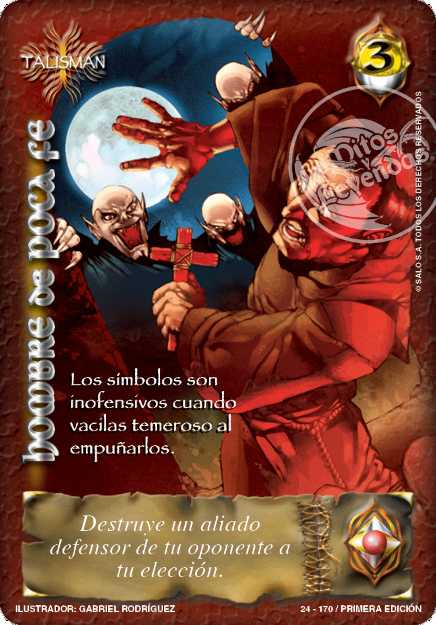 TALISMAN
3
HOMBRE DE POCA FE
Mitos y Leyendas
© SALO S.A. TODOS LOS DERECHOS RESERVADOS
Los símbolos son
inofensivos cuando
vacilas temeroso al
empuñarlos.
Destruye un aliado
defensor de tu oponente a
tu elección.
ILUSTRADOR: GABRIEL RODRÍGUEZ
24 - 170 / PRIMERA EDICIÓN